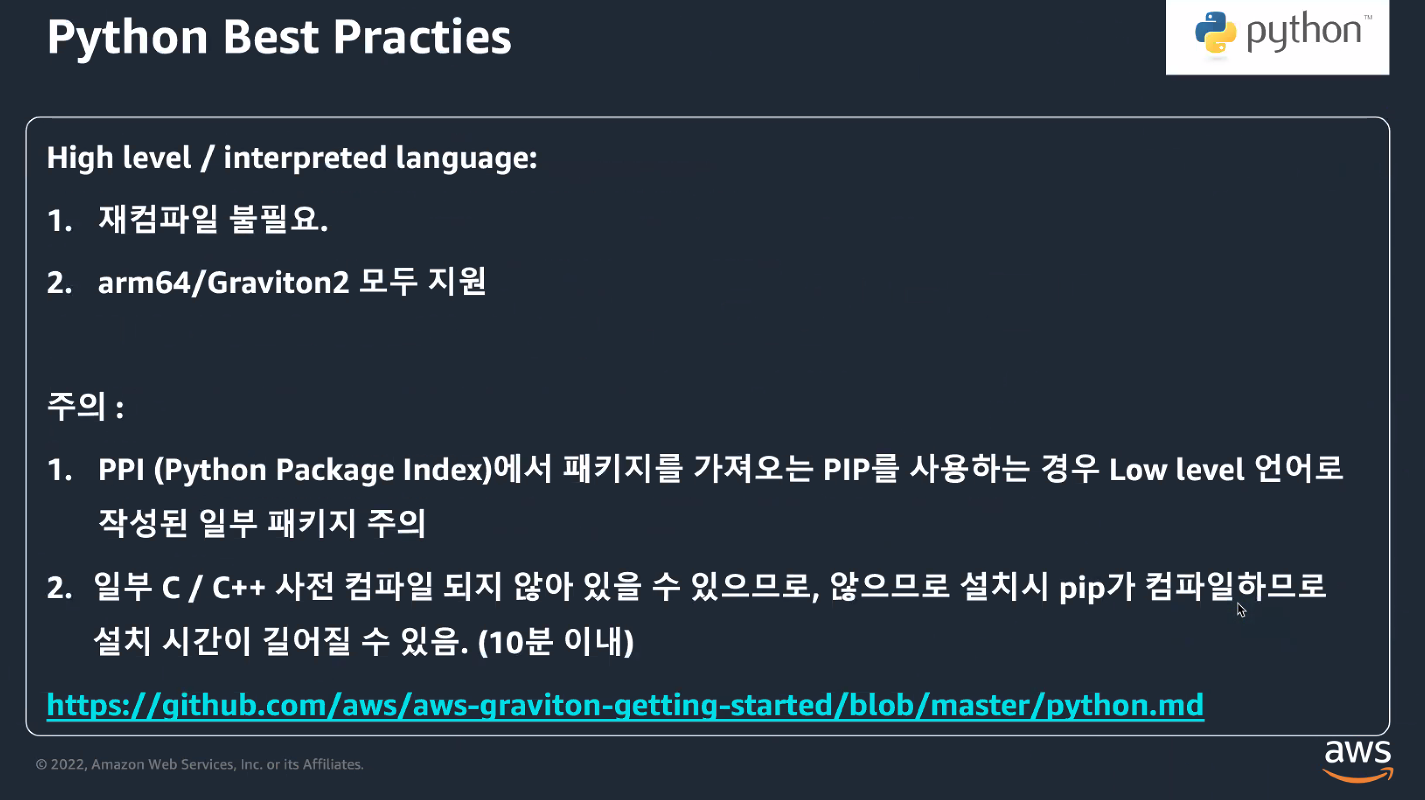 Python Best Practies
python™
High level / interpreted language:
1. 재컴파일 불필요.
2. arm64/Graviton2 모두 지원
주의 :
1. PPI (Python Package Index)에서 패키지를 가져오는 PIP를 사용하는 경우 Low level 언어로
작성된 일부 패키지 주의
2. 일부 C / C++ 사전 컴파일 되지 않아 있을 수 있으므로, 않으므로 설치시 pip가 컴파일하므로
설치 시간이 길어질 수 있음. (10분 이내)
https://github.com/aws/aws-graviton-getting-started/blob/master/python.md
© 2022, Amazon Web Services, Inc. or its Affiliates.
aws